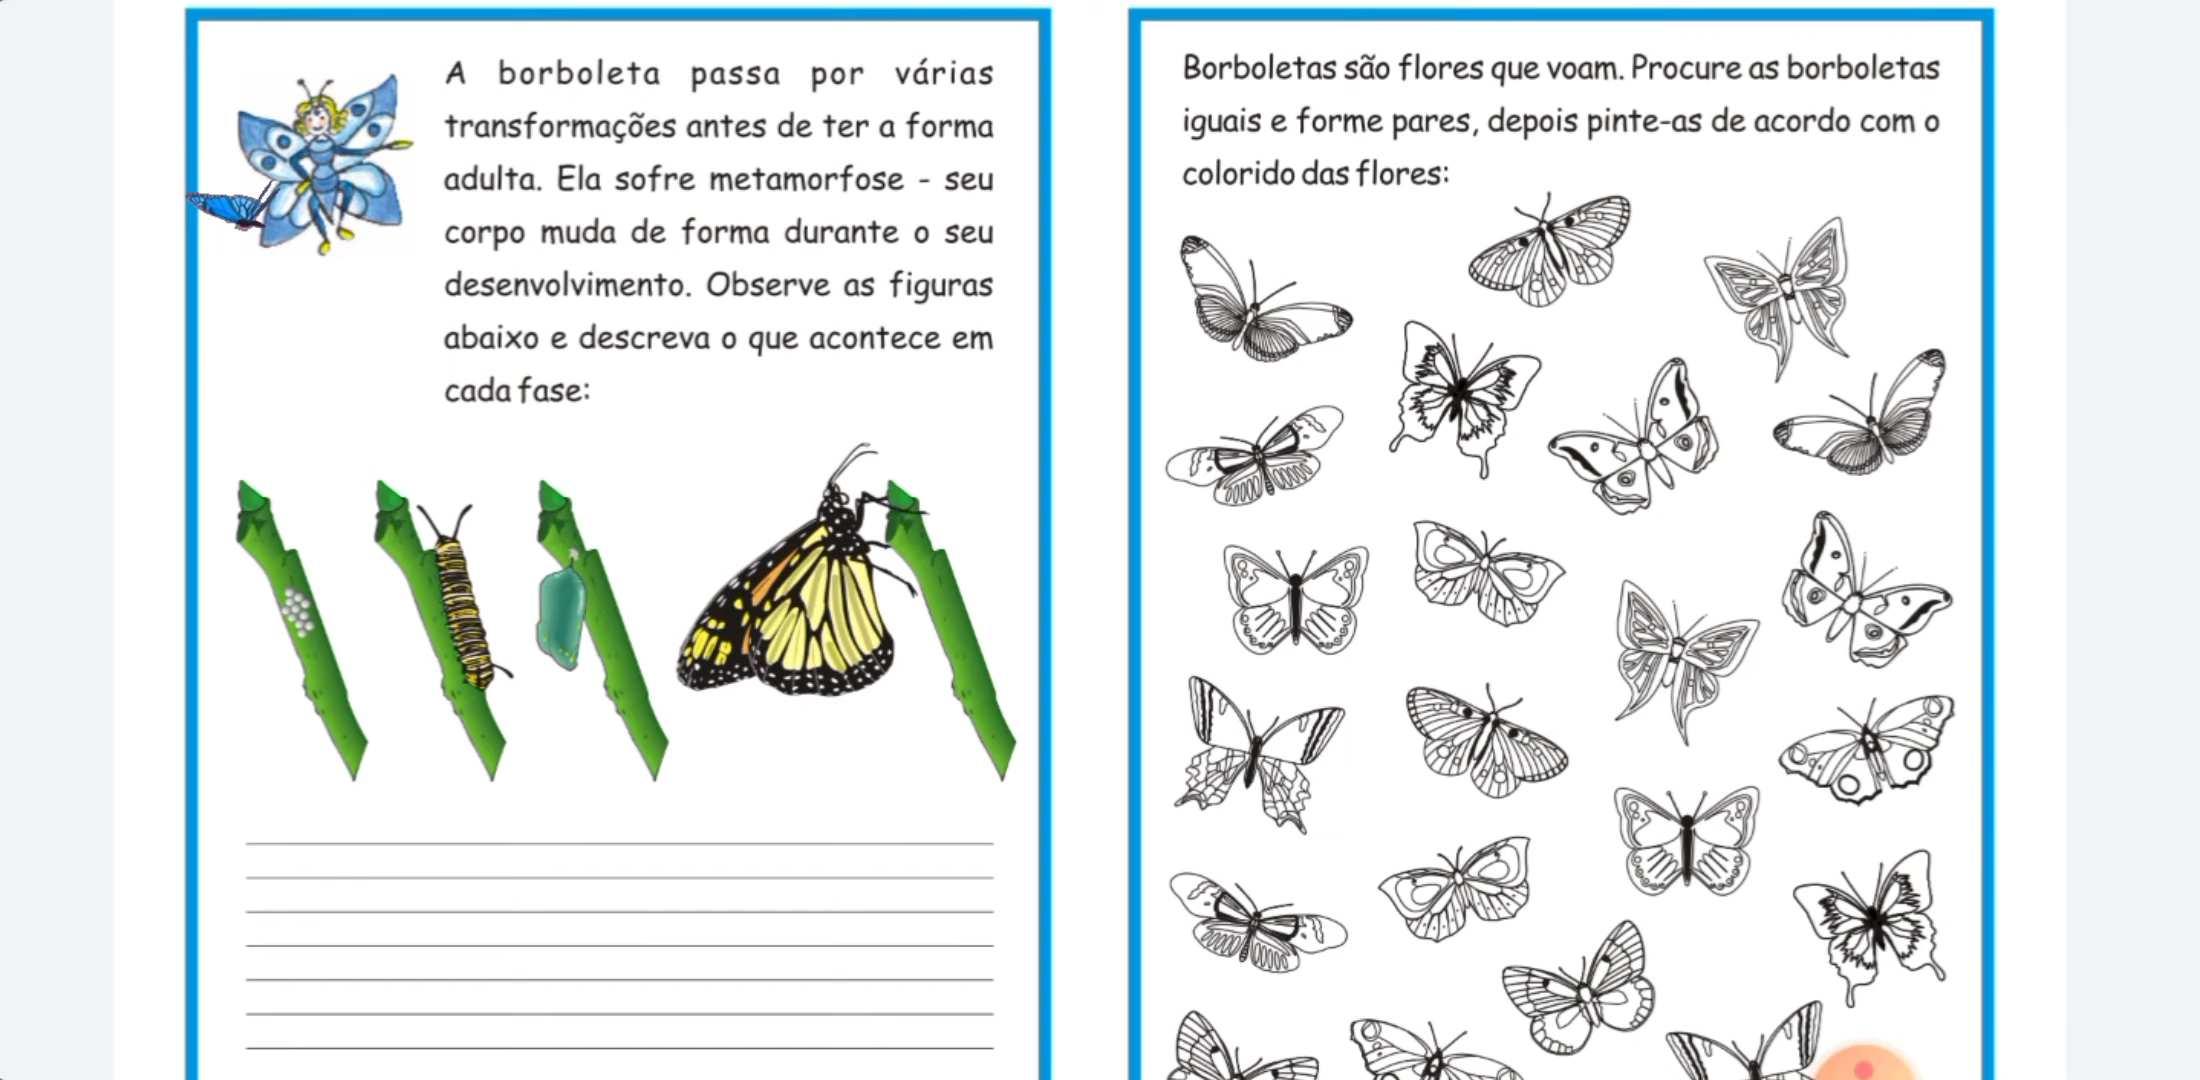 A borboleta passa por várias
transformações antes de ter a forma
adulta. Ela sofre metamorfose - seu
corpo muda de forma durante o seu
desenvolvimento. Observe as figuras
abaixo e descreva o que acontece em
cada fase:
Borboletas são flores que voam. Procure as borboletas
iguais e forme pares, depois pinte-as de acordo com o
colorido das flores: